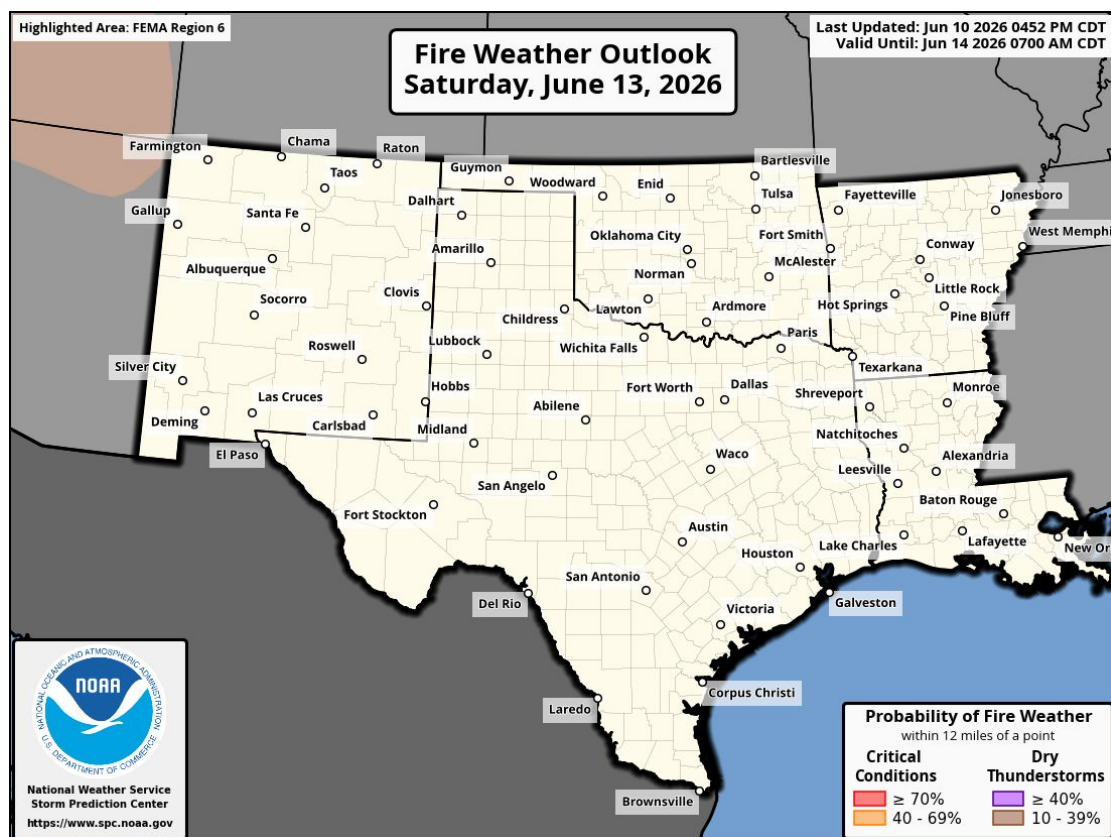 Highlighted Area: FEMA Region 6
Last Updated: Jun 10 2026 0452 PM CDT
Valid Until: Jun 14 2026 0700 AM CDT
Fire Weather Outlook
Saturday, June 13, 2026
Farmington
Chama
Raton
Taos
Guymon
Woodward
Enid
Bartlesville
Tulsa
Fayetteville
Jonesboro
Gallup
Santa Fe
Dalhart
Oklahoma City
Fort Smith
Conway
West Memphi
Albuquerque
Amarillo
Norman
McAlester
Little Rock
Socorro
Clovis
Childress
Lawton
Ardmore
Hot Springs
Pine Bluff
Roswell
Lubbock
Wichita Falls
Paris
Texarkana
Silver City
Hobbs
Fort Worth
Dallas
Shreveport
Monroe
Las Cruces
Deming
Carlsbad
Midland
Abilene
Natchitoches
El Paso
Waco
Leesville
Alexandria
San Angelo
Fort Stockton
Baton Rouge
Austin
Houston
Lake Charles
Lafayette
New Or
San Antonio
Del Rio
Galveston
Victoria
Laredo
Corpus Christi
Brownsville
NATIONAL OCEANIC AND ATMOSPHERIC ADMINISTRATION
NOAA
U.S. DEPARTMENT OF COMMERCE
National Weather Service
Storm Prediction Center
https://www.spc.noaa.gov
Probability of Fire Weather
within 12 miles of a point
Critical Conditions
≥ 70%
40 - 69%
Dry Thunderstorms
≥ 40%
10 - 39%